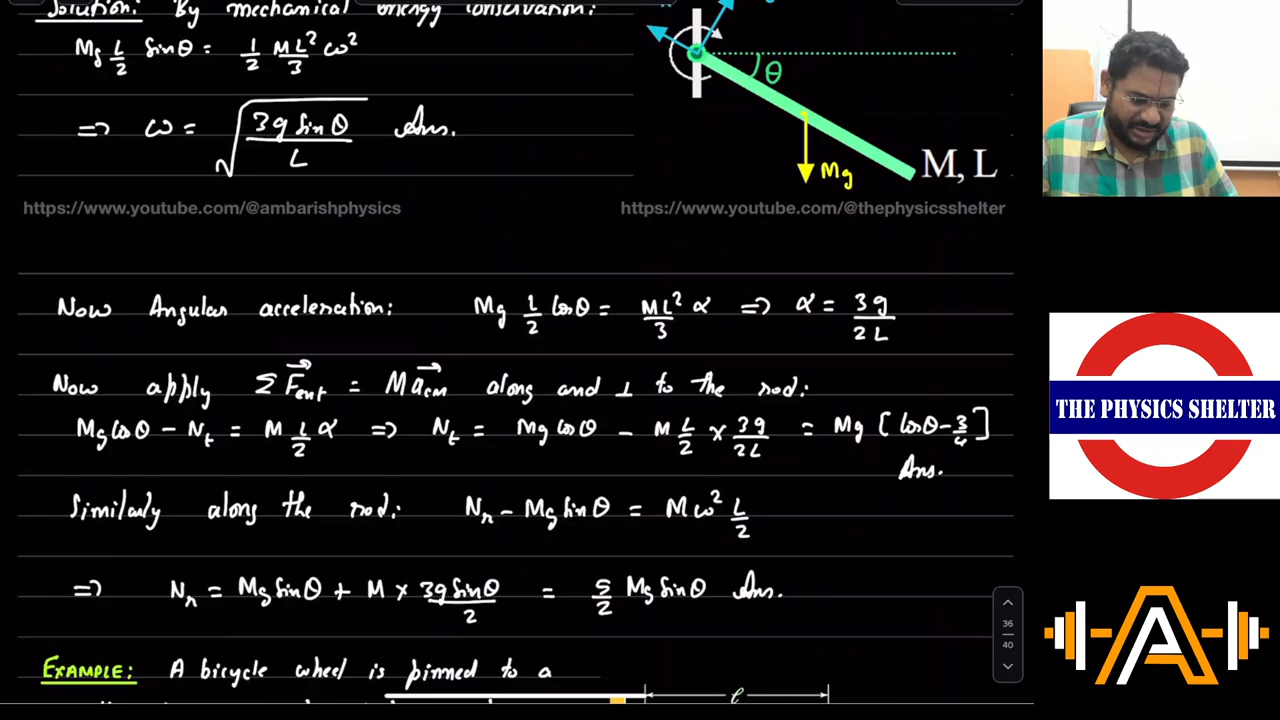 Solution: By mechanical energy conservation:
Mg L/2 sinθ = 1/2 ML²/3 ω²
θ
=> ω = √(3g sinθ/L) Ans.
Mg
M, L
https://www.youtube.com/@ambarishphysics
https://www.youtube.com/@thephysicsshelter
Now Angular acceleration: Mg L/2 cosθ = ML²/3 α => α = 3g/2L
Now apply ΣF⃗ext = Ma⃗cm along and ⊥ to the rod:
Mg cosθ - Nt = M L/2 α => Nt = Mg cosθ - M L/2 × 3g/2L = Mg [cosθ - 3/4]
Ans.
Similarly along the rod: Nr - Mg sinθ = Mω² L/2
=> Nr = Mg sinθ + M × 3g sinθ/2 = 5/2 Mg sinθ Ans.
36
40
EXAMPLE: A bicycle wheel is pinned to a
ℓ
THE PHYSICS SHELTER